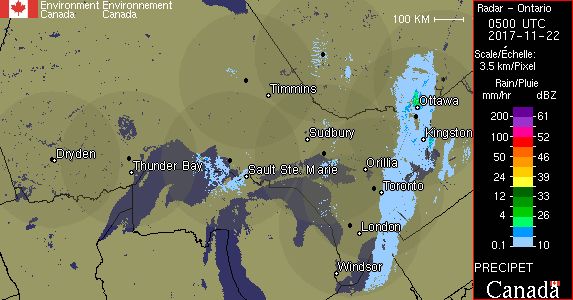 Environment Environnement
Canada Canada
100 KM
Timmins
Ottawa
Sudbury
Kingston
Dryden
Thunder Bay
Sault Ste. Marie
Orillia
Toronto
London
Windsor
Radar - Ontario
0500 UTC
2017-11-22
Scale/Échelle:
3.5 km/Pixel
Rain/Pluie
mm/hr dBZ
200 61
100 52
50 46
24 39
12 33
4 26
0.1 10
PRECIPET
Canada